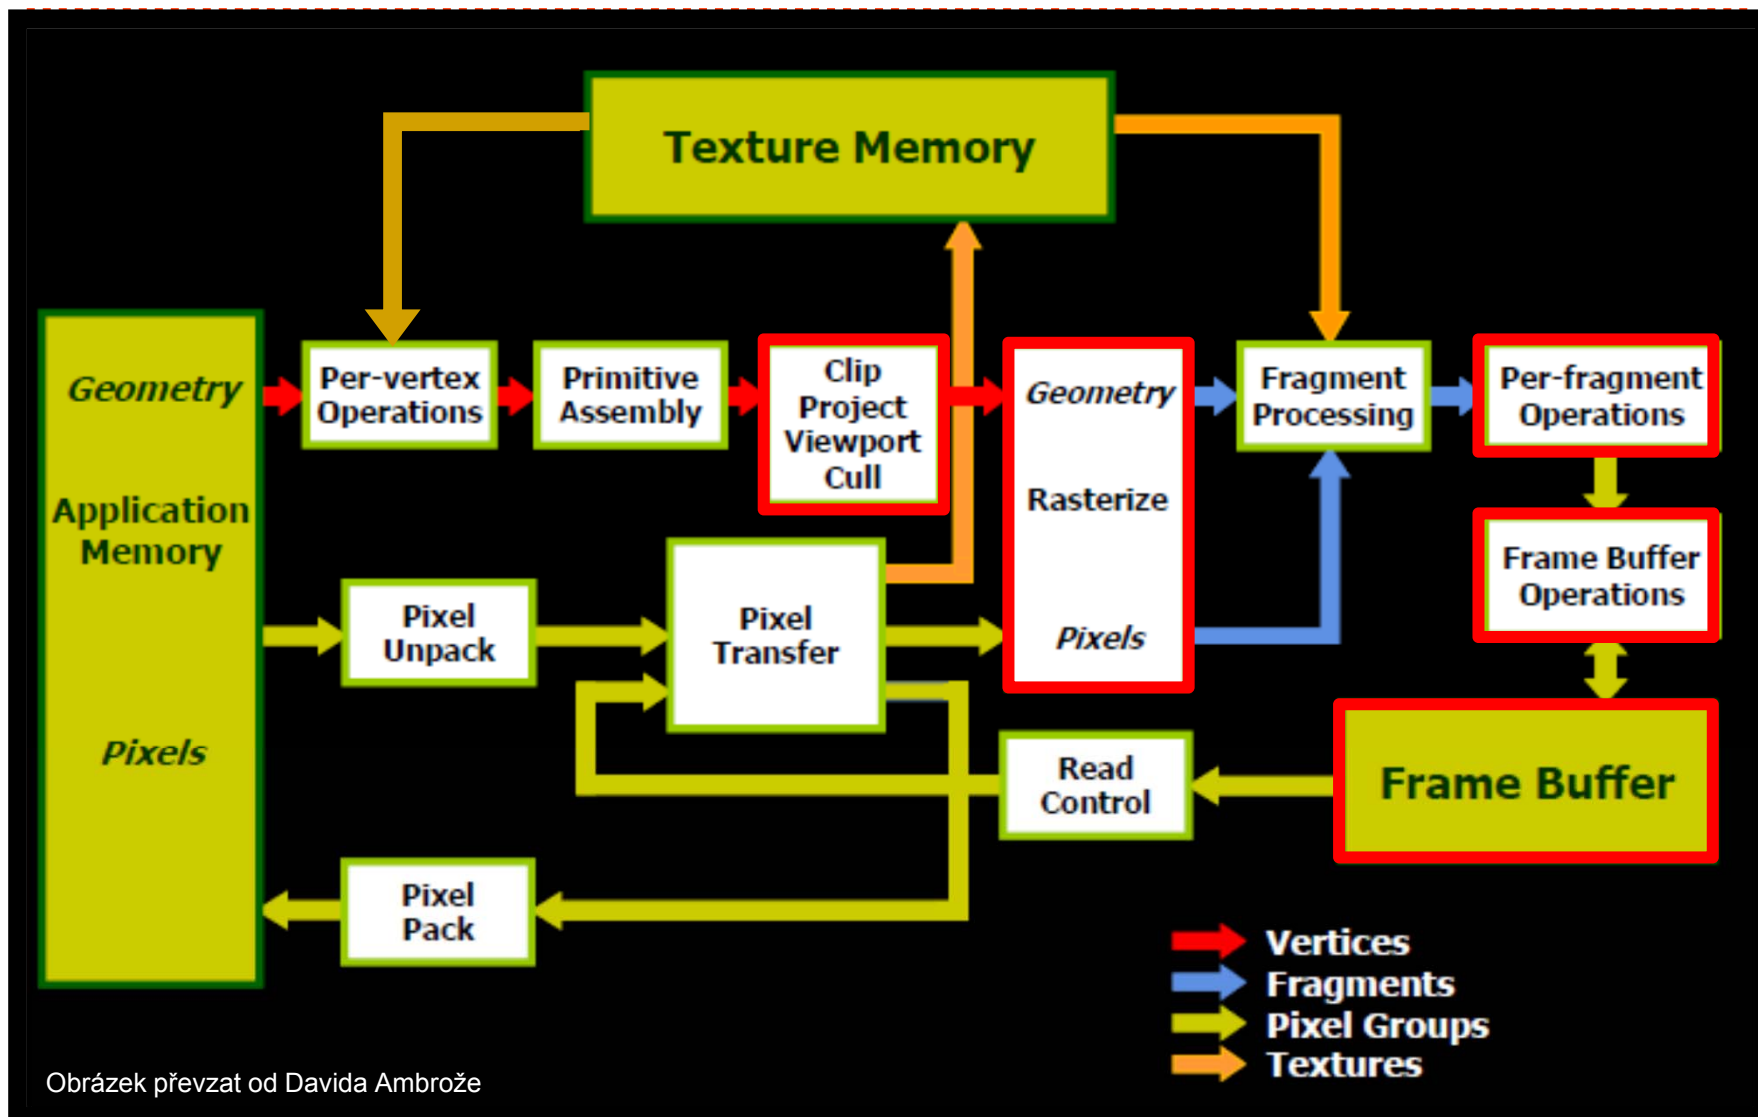 Texture Memory
Geometry
Application
Memory
Pixels
Per-vertex
Operations
Primitive
Assembly
Clip
Project
Viewport
Cull
Geometry
Rasterize
Pixels
Fragment
Processing
Per-fragment
Operations
Frame Buffer
Operations
Pixel
Unpack
Pixel
Transfer
Read
Control
Frame Buffer
Pixel
Pack
Vertices
Fragments
Pixel Groups
Textures
Obrázek převzat od Davida Ambrože